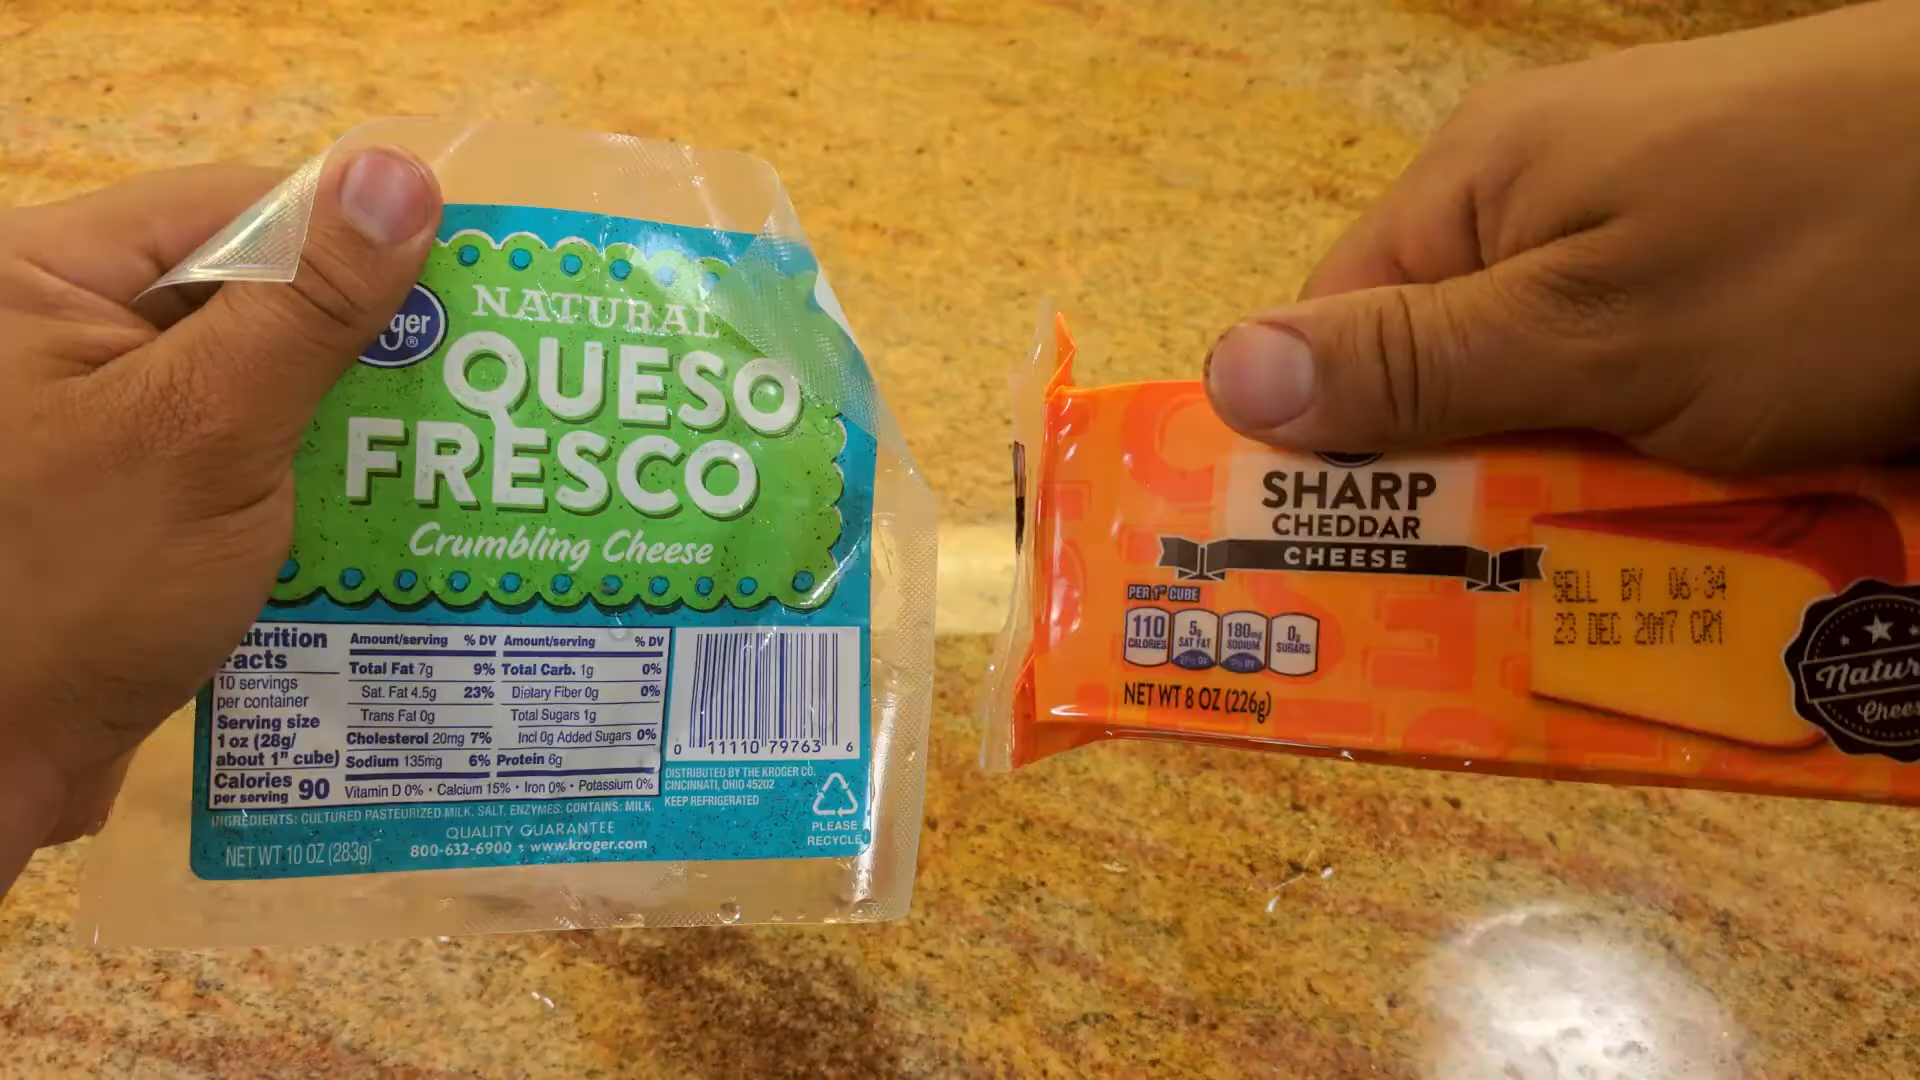 ger
NATURAL
QUESO
FRESCO
Crumbling Cheese
utrition
Facts
10 servings
per container
Serving size
1 oz (28g/
about 1" cube)
Calories
per serving 90
Amount/serving % DV
Total Fat 7g 9%
Sat. Fat 4.5g 23%
Trans Fat 0g
Cholesterol 20mg 7%
Sodium 135mg 6%
Amount/serving % DV
Total Carb. 1g 0%
Dietary Fiber 0g 0%
Total Sugars 1g
Incl 0g Added Sugars 0%
Protein 6g
Vitamin D 0% • Calcium 15% • Iron 0% • Potassium 0%
0 11110 79763 6
DISTRIBUTED BY THE KROGER CO.
CINCINNATI, OHIO 45202
KEEP REFRIGERATED
INGREDIENTS: CULTURED PASTEURIZED MILK, SALT, ENZYMES. CONTAINS: MILK.
QUALITY GUARANTEE
800-632-6900 • www.kroger.com
NET WT 10 OZ (283g)
PLEASE
RECYCLE
SHARP
CHEDDAR
CHEESE
PER 1" CUBE
110
CALORIES
5g
SAT FAT
180mg
SODIUM
0g
SUGARS
NET WT 8 OZ (226g)
SELL BY 06:34
23 DEC 2017 CR1
Natur
Chees